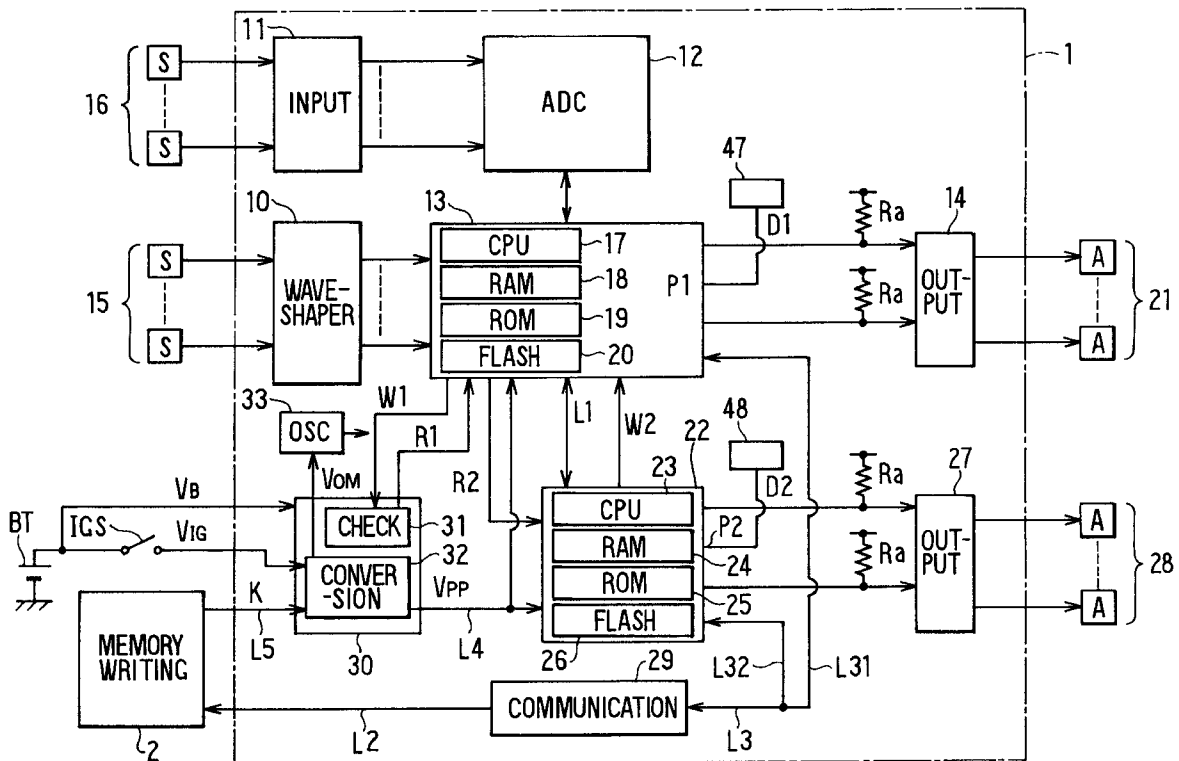 11
1
16
S
S
INPUT
ADC
12
47
10
13
D1
Ra
14
15
S
S
WAVE-
SHAPER
CPU
17
RAM
18
ROM
19
FLASH
20
P1
Ra
OUT-
PUT
A
A
21
33
OSC
W1
R1
L1
W2
48
22
23
R2
D2
Ra
27
VB
VOM
BT
IGS
VIG
CHECK
31
32
CONVER
-SION
VPP
CPU
RAM
24
ROM
25
FLASH
26
P2
Ra
OUT-
PUT
A
A
28
K
L5
30
L4
L32
L31
MEMORY
WRITING
2
L2
29
COMMUNICATION
L3